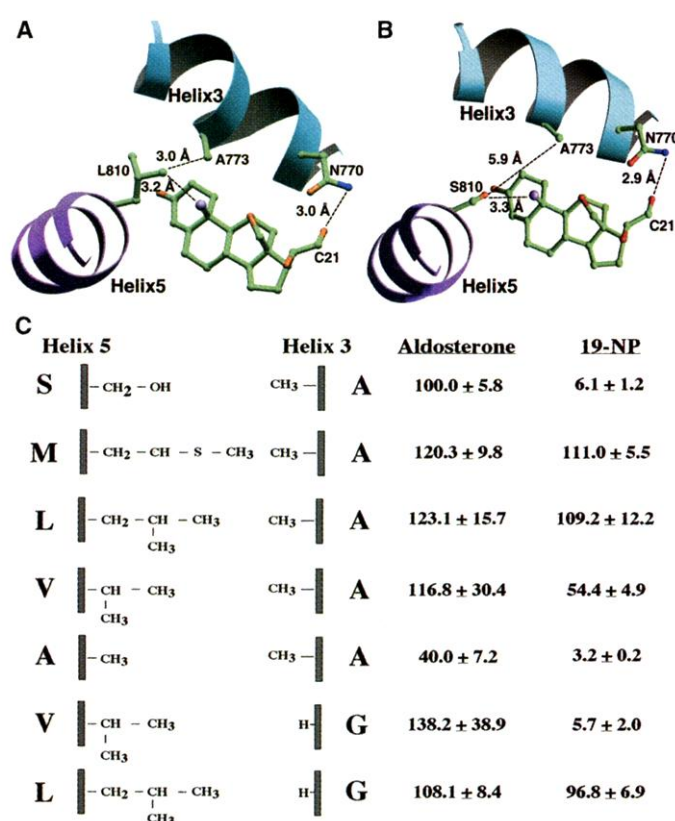 A
B
Helix3
Helix3
3.0 Å
A773
L810
N770
3.2 Å
3.0 Å
C21
Helix5
A773
N770
5.9 Å
2.9 Å
S810
3.3 Å
C21
Helix5
C
Helix 5 Helix 3 Aldosterone 19-NP
S CH2 – OH CH3 A 100.0 ± 5.8 6.1 ± 1.2
M CH2 – CH – S – CH3 CH3 A 120.3 ± 9.8 111.0 ± 5.5
L CH2 – CH – CH3 CH3 A 123.1 ± 15.7 109.2 ± 12.2
CH3
V CH – CH3 CH3 A 116.8 ± 30.4 54.4 ± 4.9
CH3
A CH3 CH3 A 40.0 ± 7.2 3.2 ± 0.2
V CH – CH3 H G 138.2 ± 38.9 5.7 ± 2.0
CH3
L CH2 – CH – CH3 H G 108.1 ± 8.4 96.8 ± 6.9
CH3